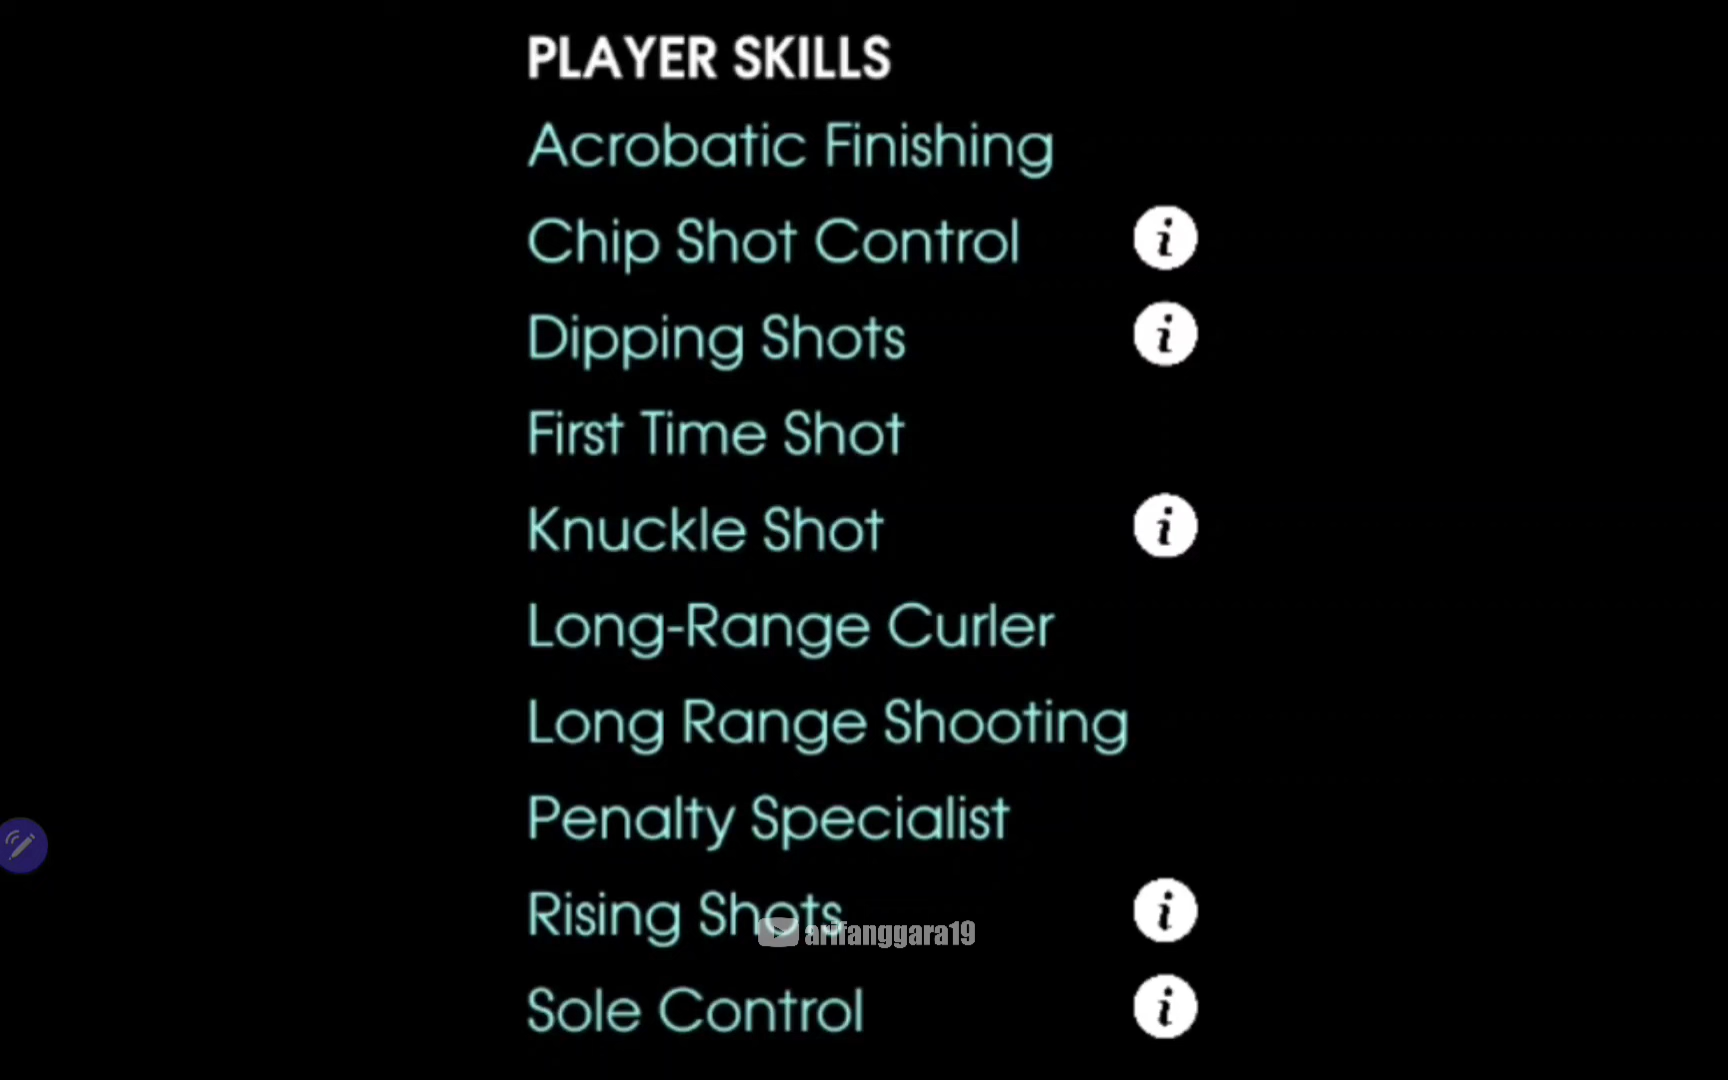 PLAYER SKILLS
Acrobatic Finishing
Chip Shot Control
Dipping Shots
First Time Shot
Knuckle Shot
Long-Range Curler
Long Range Shooting
Penalty Specialist
Rising Shots
arifanggara19
Sole Control